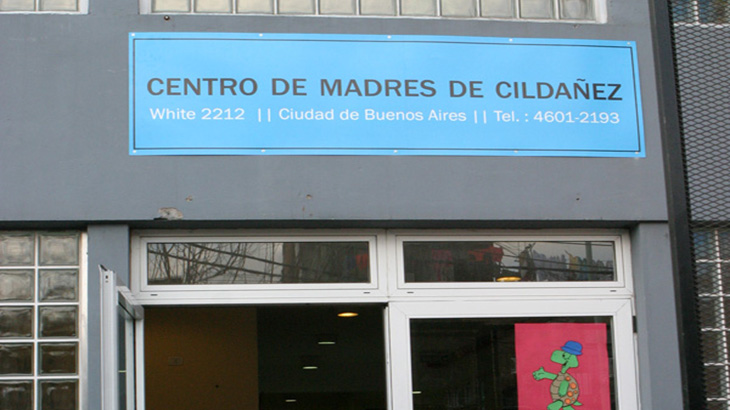 CENTRO DE MADRES DE CILDAÑEZ
White 2212 || Ciudad de Buenos Aires || Tel. : 4601-2193